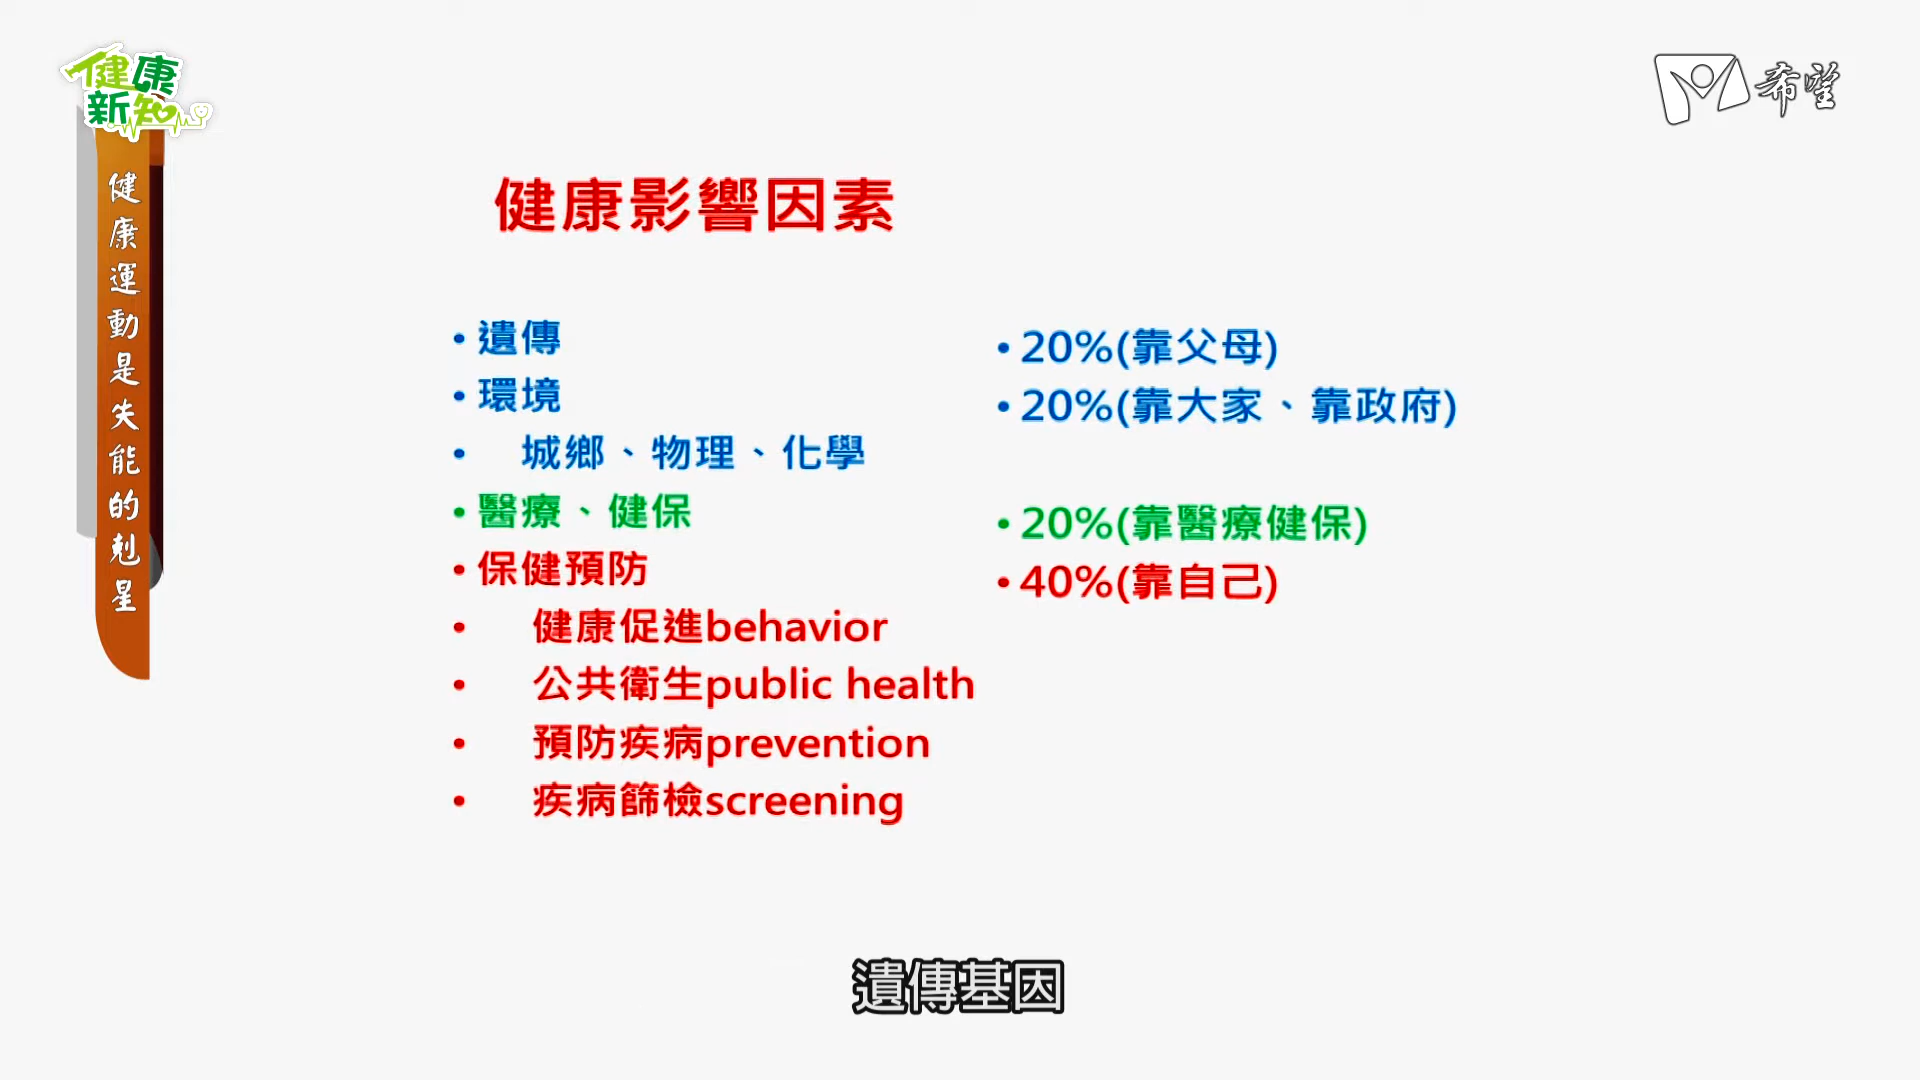 健康
新知
希望
健康運動是失能的剋星
健康影響因素
• 遺傳
• 環境
• 城鄉、物理、化學
• 醫療、健保
• 保健預防
• 健康促進behavior
• 公共衛生public health
• 預防疾病prevention
• 疾病篩檢screening
• 20%(靠父母)
• 20%(靠大家、靠政府)
• 20%(靠醫療健保)
• 40%(靠自己)
遺傳基因